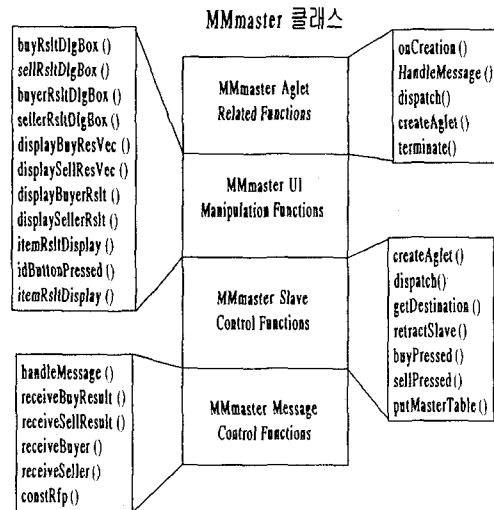 MMmaster 클래스
buyRsltDlgBox()
sellRsltDlgBox()
buyerRsltDlgBox()
sellerRsltDlgBox()
displayBuyResVec()
displaySellResVec()
displayBuyerRslt()
displaySellerRslt()
itemRsltDisplay()
idButtonPressed()
itemRsltDisplay()
MMmaster Aglet
Related Functions
onCreation()
HandleMessage()
dispatch()
createAglet()
terminate()
MMmaster UI
Manipulation Functions
MMmaster Slave
Control Functions
createAglet()
dispatch()
getDestination()
retractSlave()
buyPressed()
sellPressed()
putMasterTable()
handleMessage()
receiveBuyResult()
receiveSellResult()
receiveBuyer()
receiveSeller()
constRfp()
MMmaster Message
Control Functions